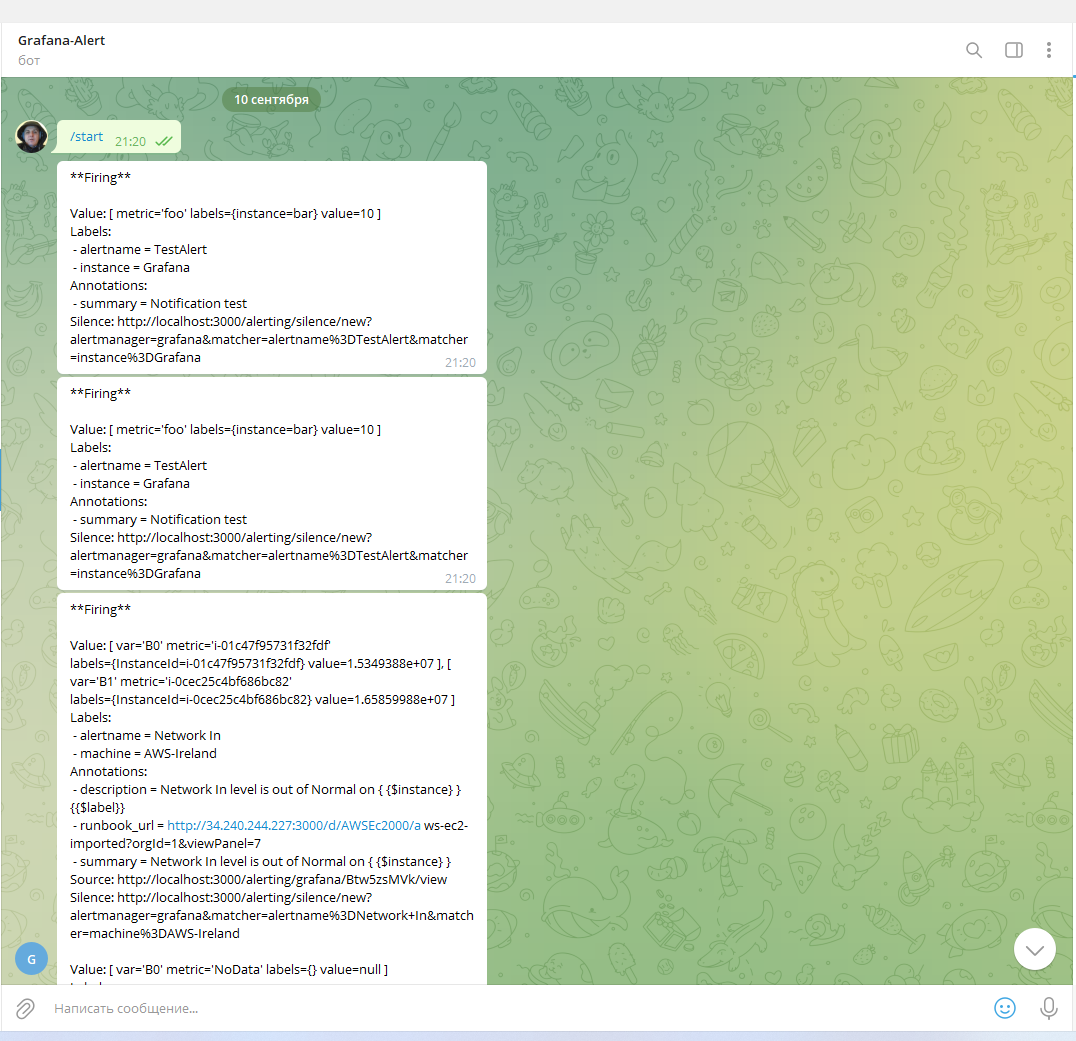 Grafana-Alert
бот
10 сентября
/start 21:20
**Firing**
Value: [ metric='foo' labels={instance=bar} value=10 ]
Labels:
- alertname = TestAlert
- instance = Grafana
Annotations:
- summary = Notification test
Silence: http://localhost:3000/alerting/silence/new?
alertmanager=grafana&matcher=alertname%3DTestAlert&matcher
=instance%3DGrafana
21:20
**Firing**
Value: [ metric='foo' labels={instance=bar} value=10 ]
Labels:
- alertname = TestAlert
- instance = Grafana
Annotations:
- summary = Notification test
Silence: http://localhost:3000/alerting/silence/new?
alertmanager=grafana&matcher=alertname%3DTestAlert&matcher
=instance%3DGrafana
21:20
**Firing**
Value: [ var='B0' metric='i-01c47f95731f32fdf'
labels={InstanceId=i-01c47f95731f32fdf} value=1.5349388e+07 ], [
var='B1' metric='i-0cec25c4bf686bc82'
labels={InstanceId=i-0cec25c4bf686bc82} value=1.65859988e+07 ]
Labels:
- alertname = Network In
- machine = AWS-Ireland
Annotations:
- description = Network In level is out of Normal on { {$instance} }
{{$label}}
- runbook_url = http://34.240.244.227:3000/d/AWSEc2000/a ws-ec2-
imported?orgId=1&viewPanel=7
- summary = Network In level is out of Normal on { {$instance} }
Source: http://localhost:3000/alerting/grafana/Btw5zsMVk/view
Silence: http://localhost:3000/alerting/silence/new?
alertmanager=grafana&matcher=alertname%3DNetwork+In&match
er=machine%3DAWS-Ireland
Value: [ var='B0' metric='NoData' labels={} value=null ]
G
Написать сообщение...